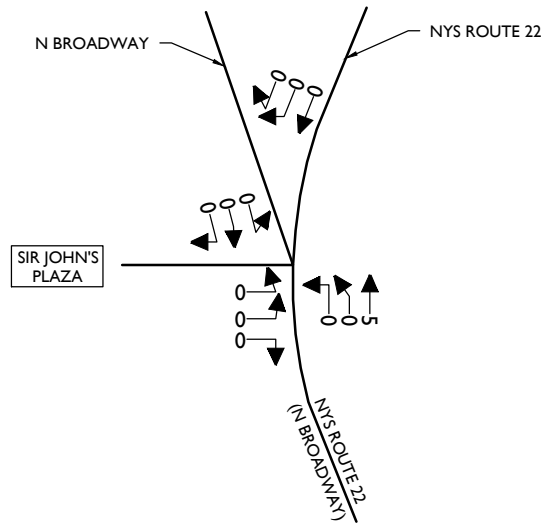 N BROADWAY
NYS ROUTE 22
0 0 0
0 0 0
SIR JOHN'S
PLAZA
0
0
0
0 0 5
NYS ROUTE 22
(N BROADWAY)